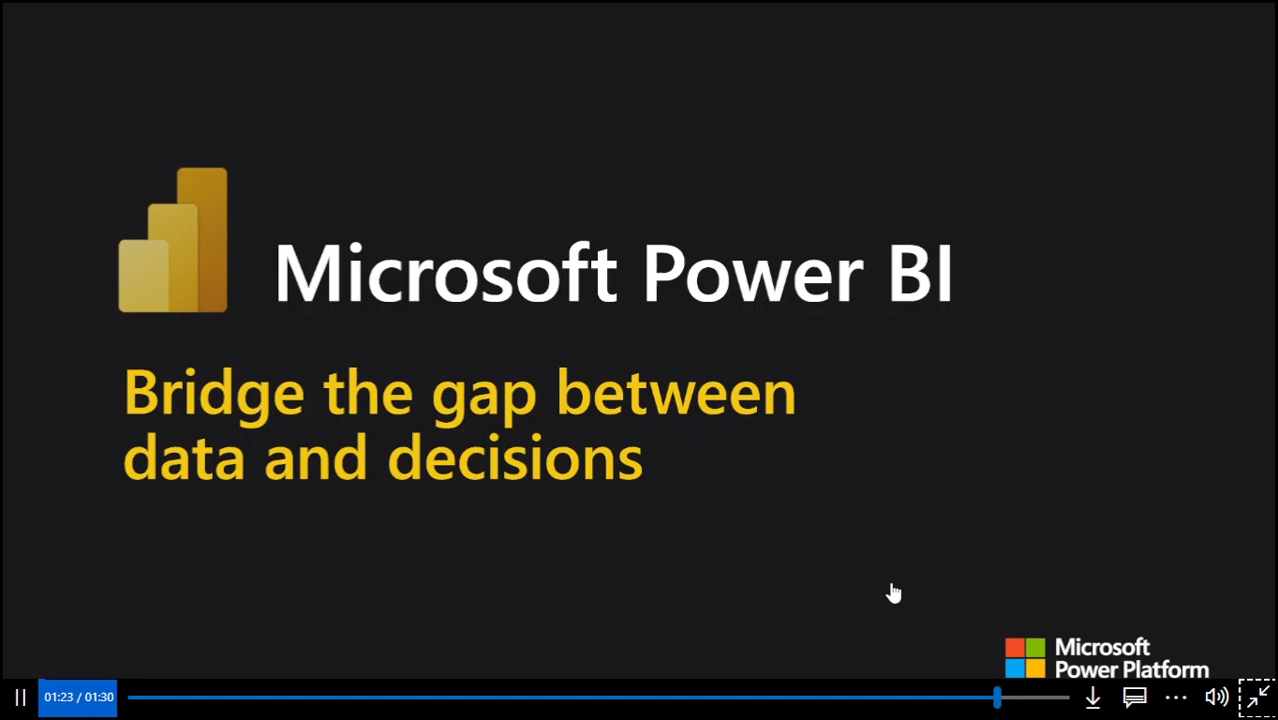 Microsoft Power BI
Bridge the gap between
data and decisions
Microsoft
Power Platform
01:23 / 01:30